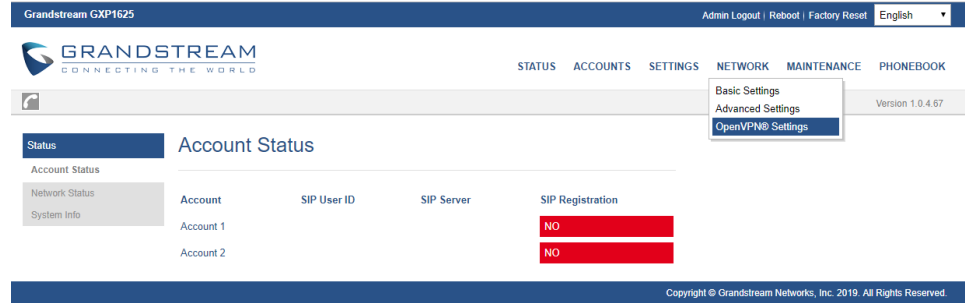 Grandstream GXP1625
Admin Logout | Reboot | Factory Reset English
GRANDSTREAM
CONNECTING THE WORLD
STATUS ACCOUNTS SETTINGS NETWORK MAINTENANCE PHONEBOOK
Basic Settings
Advanced Settings
OpenVPN® Settings
Version 1.0.4.67
Status
Account Status
Network Status
System Info
Account Status
Account SIP User ID SIP Server SIP Registration
Account 1 NO
Account 2 NO
Copyright © Grandstream Networks, Inc. 2019. All Rights Reserved.